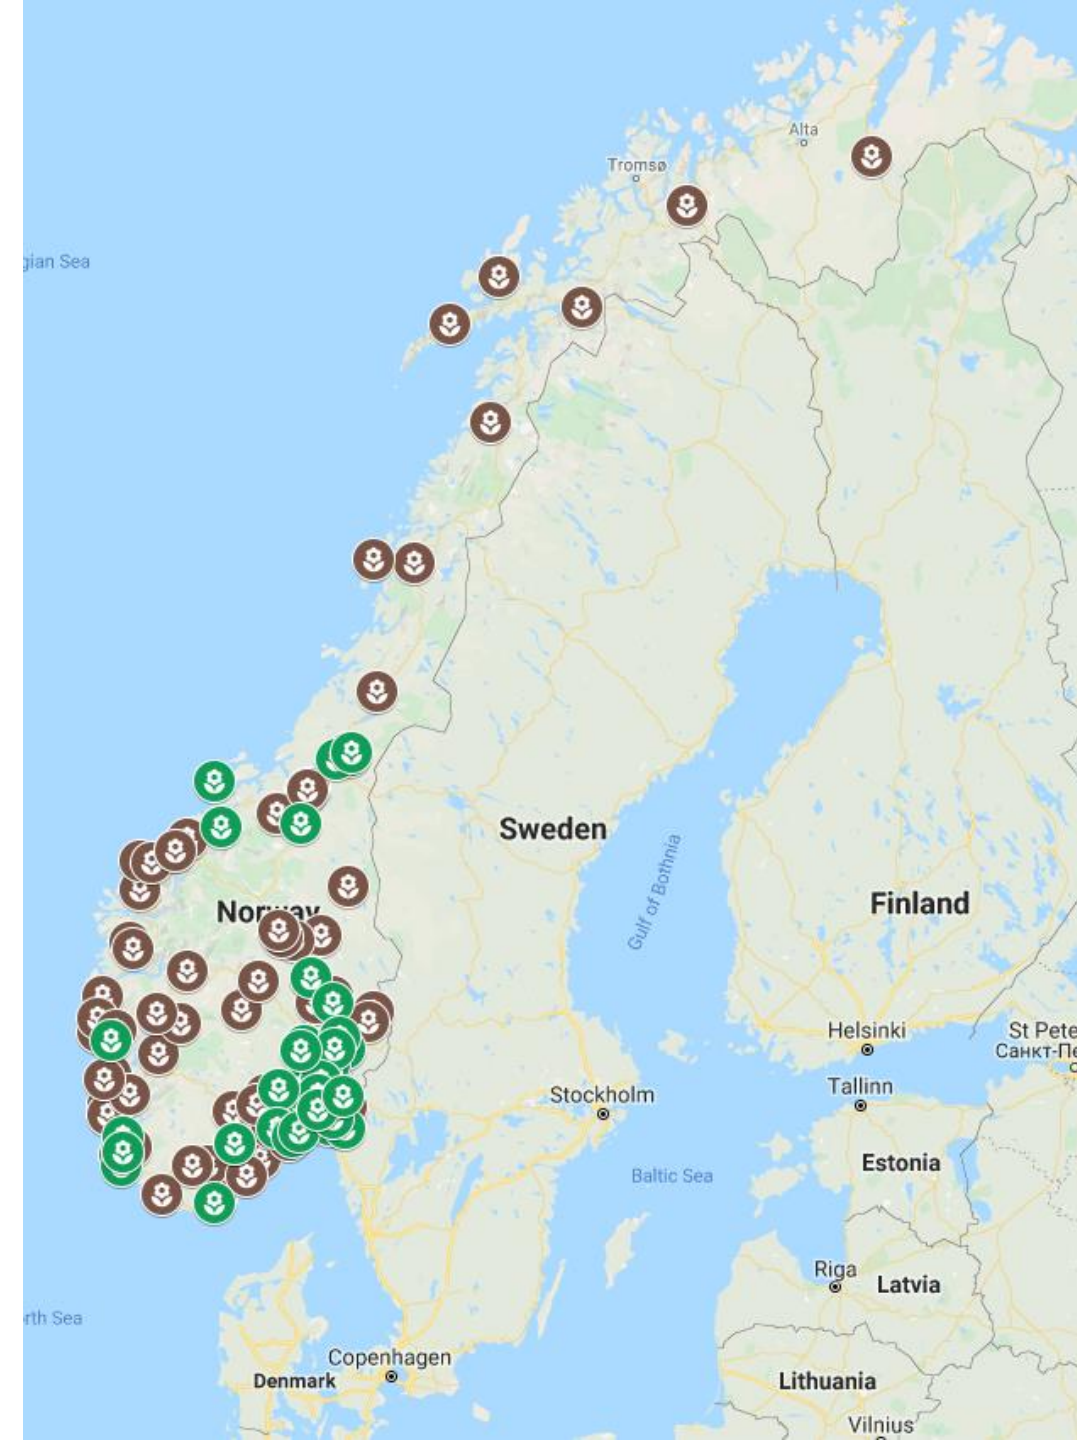 Alta
Tromsø
gian Sea
Sweden
Gulf of Bothnia
Finland
Norway
Helsinki
St Pete
Санкт-Пе
Tallinn
Stockholm
Estonia
Baltic Sea
Riga
Latvia
rth Sea
Copenhagen
Denmark
Lithuania
Vilnius